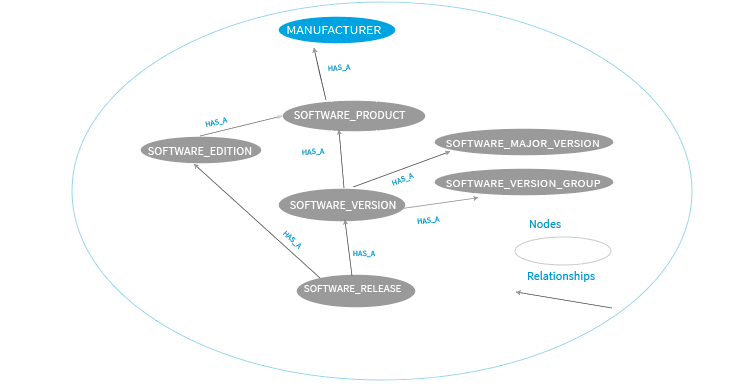 MANUFACTURER
HAS_A
SOFTWARE_PRODUCT
HAS_A
SOFTWARE_EDITION
HAS_A
SOFTWARE_MAJOR_VERSION
HAS_A
SOFTWARE_VERSION_GROUP
SOFTWARE_VERSION
HAS_A
Nodes
HAS_A
HAS_A
Relationships
SOFTWARE_RELEASE